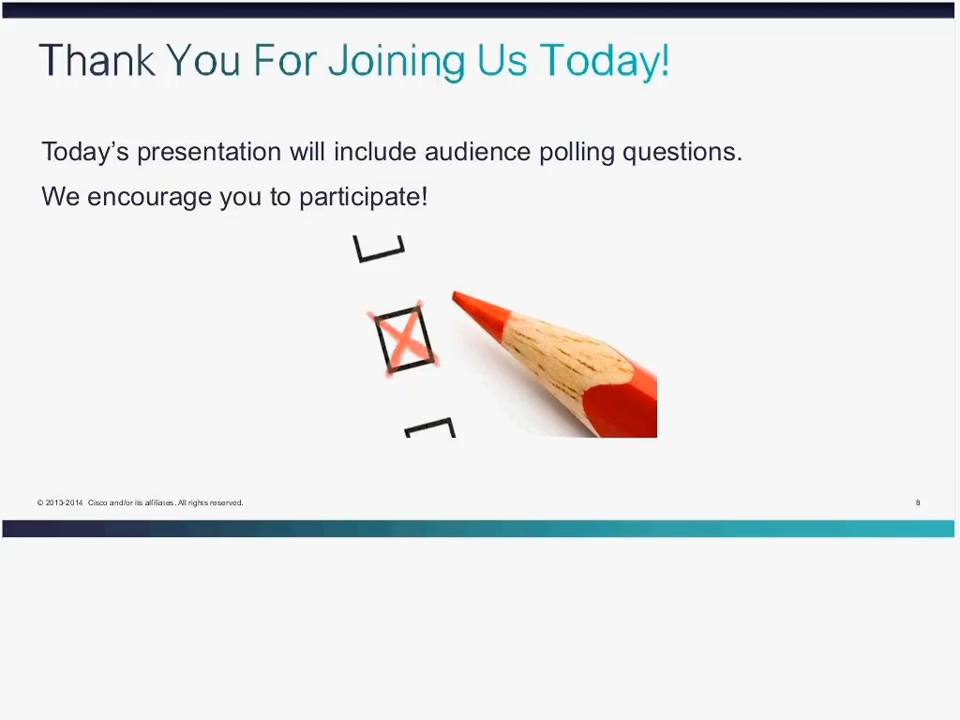 Thank You For Joining Us Today!
Today’s presentation will include audience polling questions.
We encourage you to participate!
© 2013-2014 Cisco and/or its affiliates. All rights reserved.
8